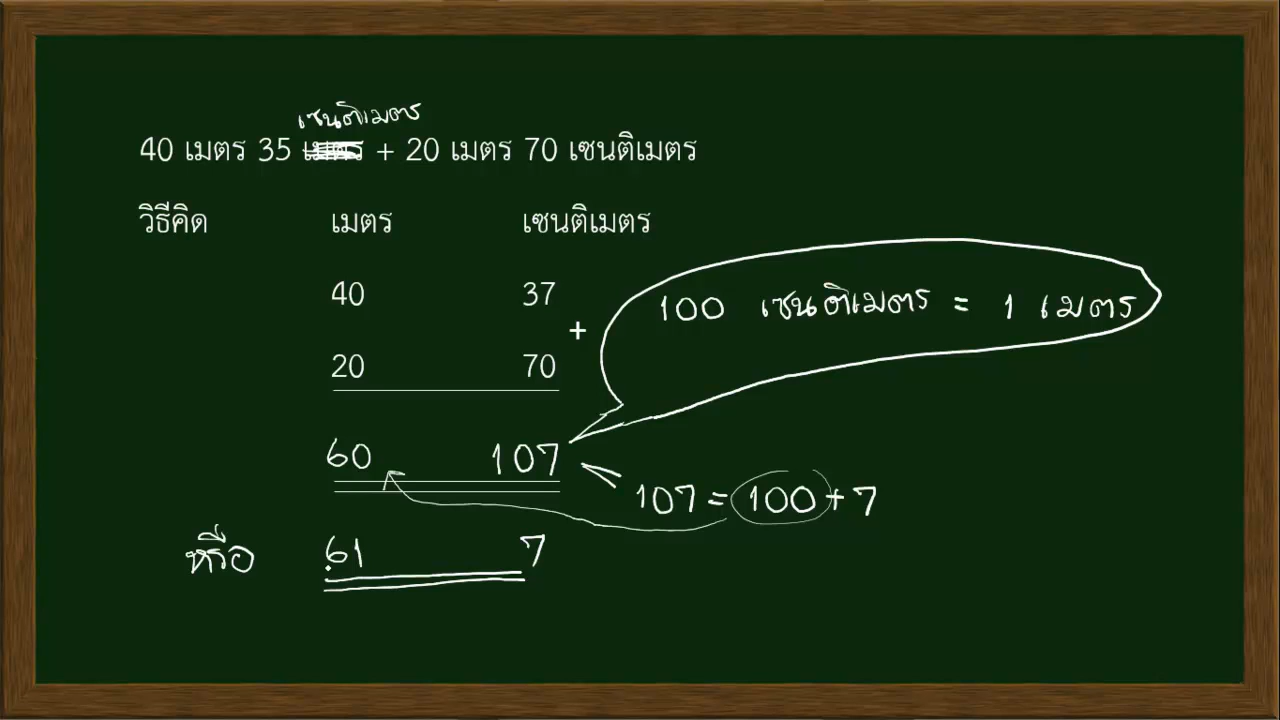 เซนติเมตร
40 เมตร 35 เมตร + 20 เมตร 70 เซนติเมตร
วิธีคิด เมตร เซนติเมตร
40 37
+
100 เซนติเมตร = 1 เมตร
20 70
60 107
107 = 100 + 7
หรือ 61 7